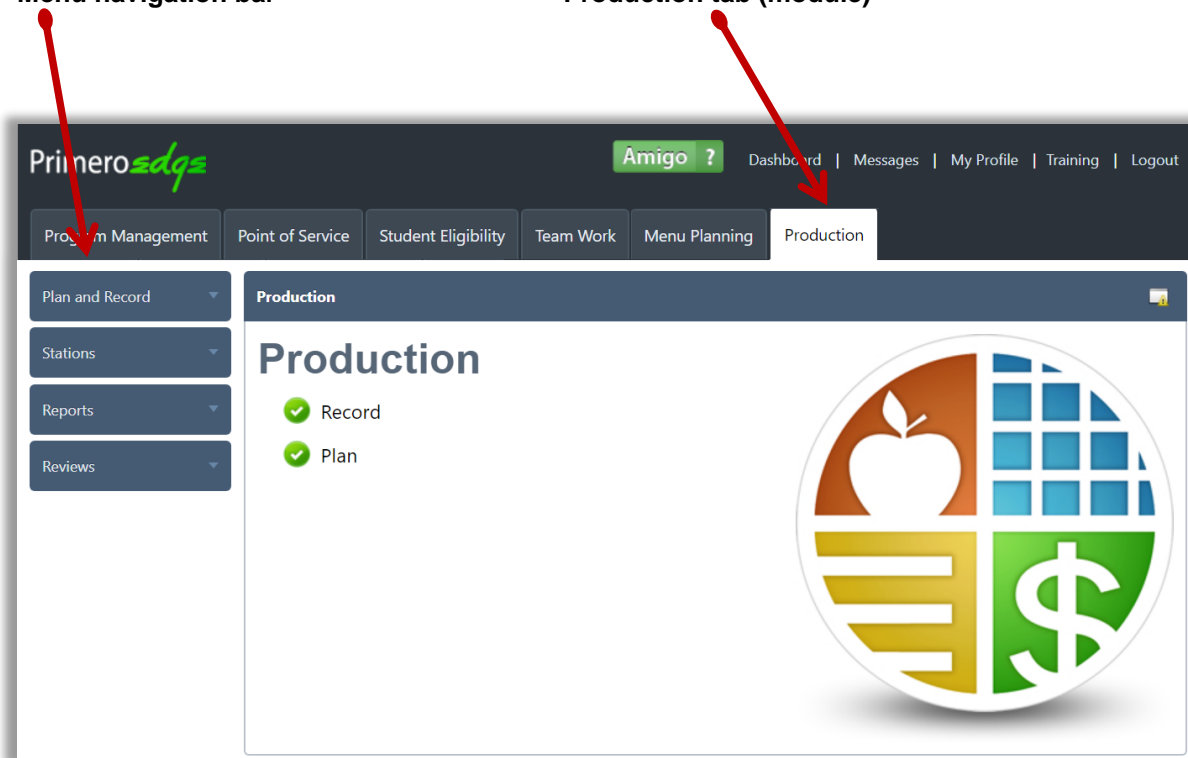 Menu navigation bar Production tab (module)
Primero edge
Amigo ? Dashboard | Messages | My Profile | Training | Logout
Program Management Point of Service Student Eligibility Team Work Menu Planning Production
Plan and Record
Production
Stations
Production
Record
Reports
Plan
Reviews